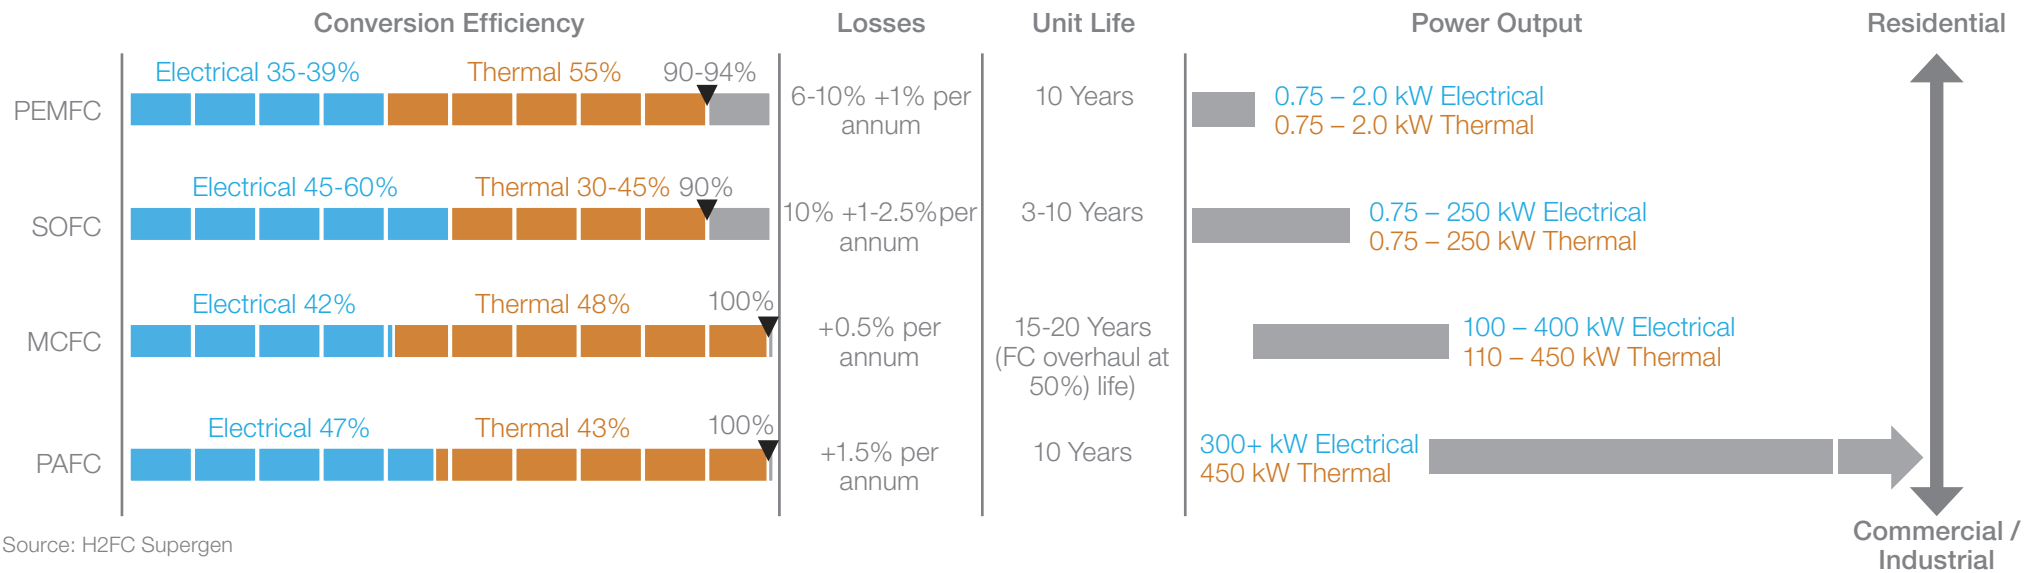 Conversion Efficiency
Losses
Unit Life
Power Output
Residential
PEMFC
Electrical 35-39%
Thermal 55%
90-94%
6-10% +1% per
annum
10 Years
0.75 – 2.0 kW Electrical
0.75 – 2.0 kW Thermal
SOFC
Electrical 45-60%
Thermal 30-45%
90%
10% +1-2.5%per
annum
3-10 Years
0.75 – 250 kW Electrical
0.75 – 250 kW Thermal
MCFC
Electrical 42%
Thermal 48%
100%
+0.5% per
annum
15-20 Years
(FC overhaul at
50%) life)
100 – 400 kW Electrical
110 – 450 kW Thermal
PAFC
Electrical 47%
Thermal 43%
100%
+1.5% per
annum
10 Years
300+ kW Electrical
450 kW Thermal
Commercial /
Industrial
Source: H2FC Supergen